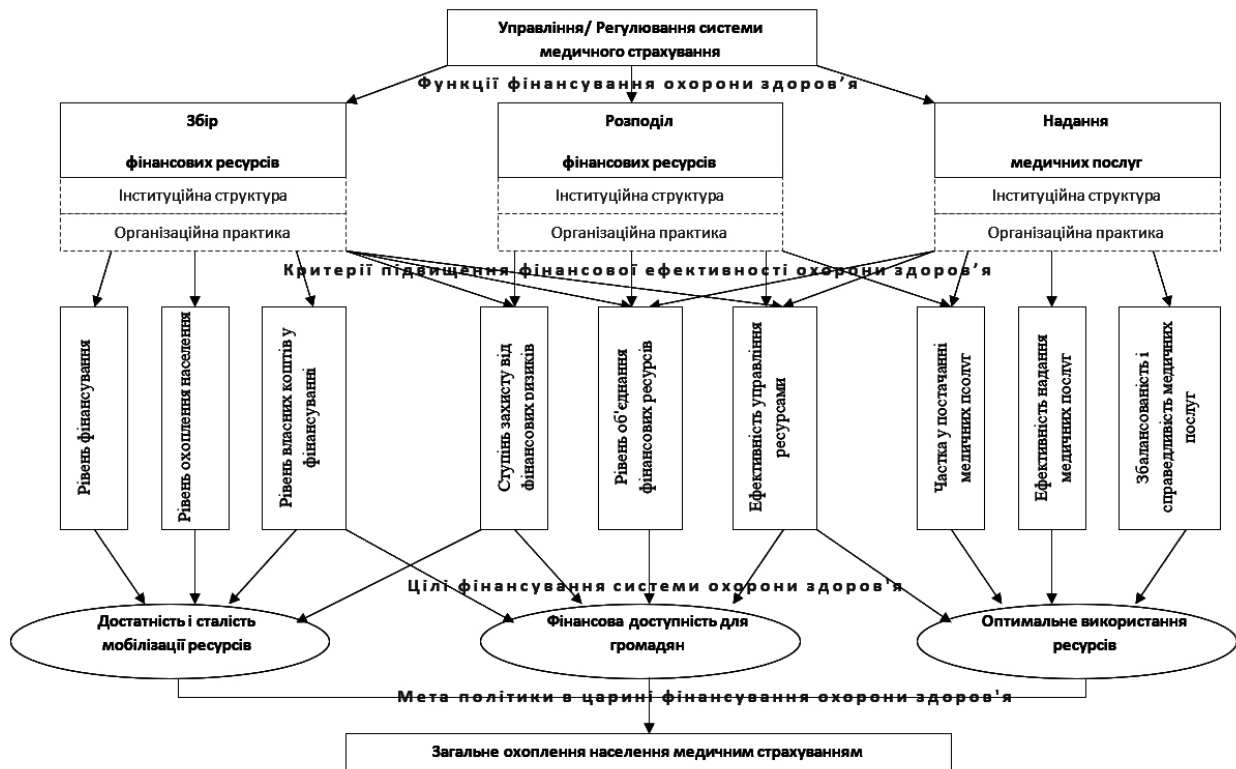 Управління/ Регулювання системи
медичного страхування
Функції фінансування охорони здоров’я
Збір
фінансових ресурсів
Інституційна структура
Організаційна практика
Розподіл
фінансових ресурсів
Інституційна структура
Організаційна практика
Надання
медичних послуг
Інституційна структура
Організаційна практика
Критерії підвищення фінансової ефективності охорони здоров’я
Рівень фінансування
Рівень охоплення населення
Рівень власних коштів у
фінансуванні
Ступінь захисту від
фінансових ризиків
Рівень об'єднання
фінансових ресурсів
Ефективність управління
ресурсами
Частка у постачанні
медичних псолуг
Ефективність надання
медичних послуг
Збалансованість і
справедливість медичних
послуг
Цілі фінансування системи охорони здоров'я
Достатність і сталість
мобілізації ресурсів
Фінансова доступність для
громадян
Оптимальне використання
ресурсів
Мета політики в царині фінансування охорони здоров'я
Загальне охоплення населення медичним страхуванням